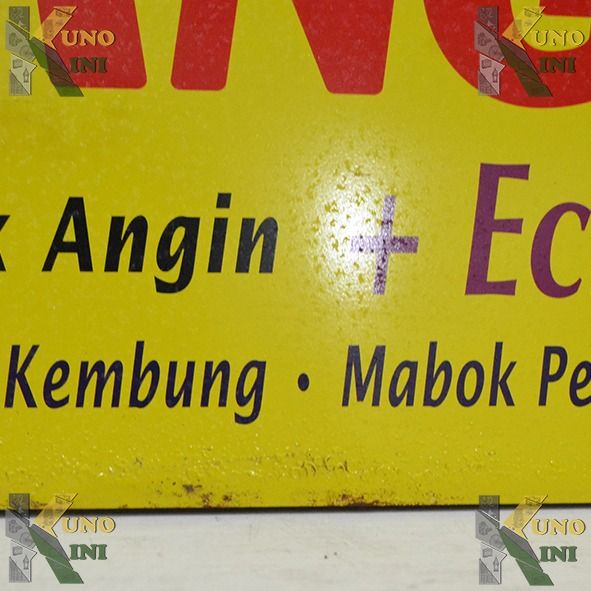 KUNO KINI KUNO KINI
Angin + Ec
Kembung • Mabok Pe
KUNO KINI KUNO KINI